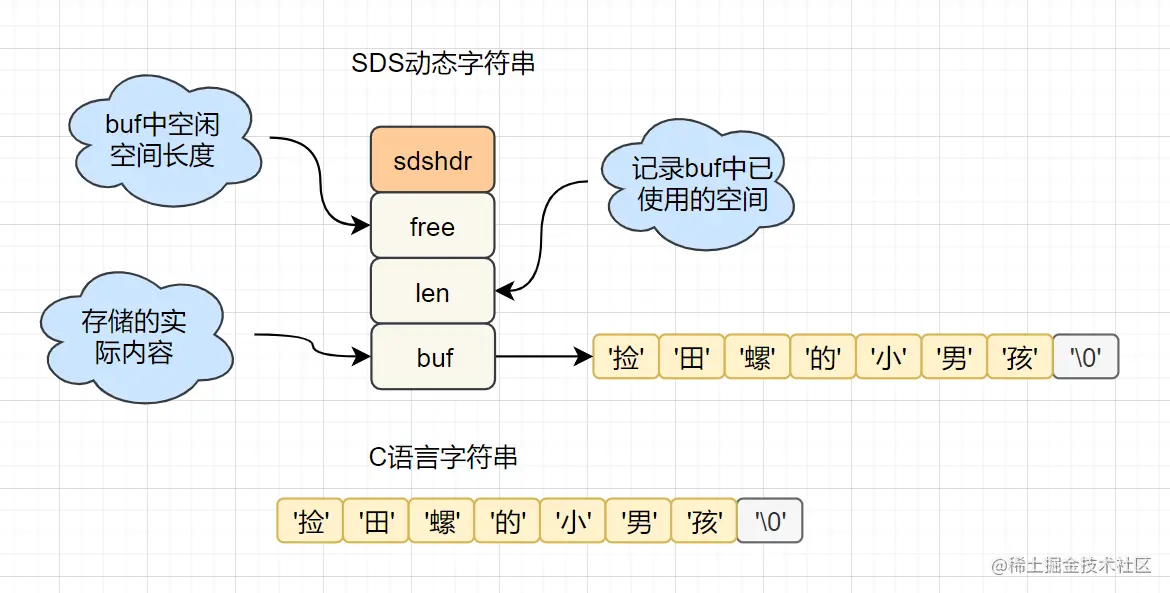 SDS动态字符串
buf中空闲
空间长度
sdshdr
记录buf中已
使用的空间
free
len
存储的实
际内容
buf
'捡' '田' '螺' '的' '小' '男' '孩' '\0'
C语言字符串
'捡' '田' '螺' '的' '小' '男' '孩' '\0'
@稀土掘金技术社区